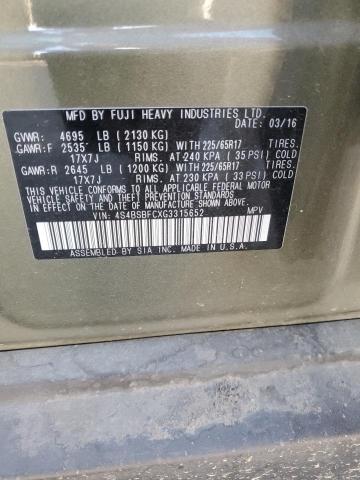 MFD BY FUJI HEAVY INDUSTRIES LTD.
DATE: 03/16
GVWR: 4695 LB ( 2130 KG)
GAWR:F 2535 LB ( 1150 KG) WITH 225/65R17 TIRES.
17X7J RIMS. AT 240 KPA ( 35 PSI) COLD
GAWR:R 2645 LB ( 1200 KG) WITH 225/65R17 TIRES.
17X7J RIMS. AT 230 KPA ( 33 PSI) COLD
THIS VEHICLE CONFORMS TO ALL APPLICABLE FEDERAL MOTOR
VEHICLE SAFETY, BUMPER, AND THEFT PREVENTION
STANDARDS IN EFFECT ON THE DATE OF MANUFACTURE
SHOWN ABOVE.
VIN: 4S4BSBFCXG3315652 MPV
ASSEMBLED BY SIA INC. MADE IN U.S.A.